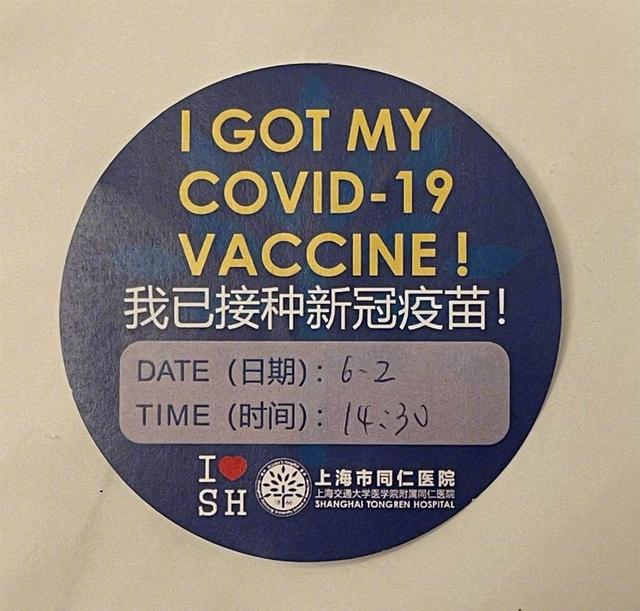 I GOT MY
COVID-19
VACCINE !
我已接种新冠疫苗！
DATE（日期）：6-2
TIME（时间）：14:30
I❤
SH
上海市同仁医院
上海交通大学医学院附属同仁医院
SHANGHAI TONGREN HOSPITAL